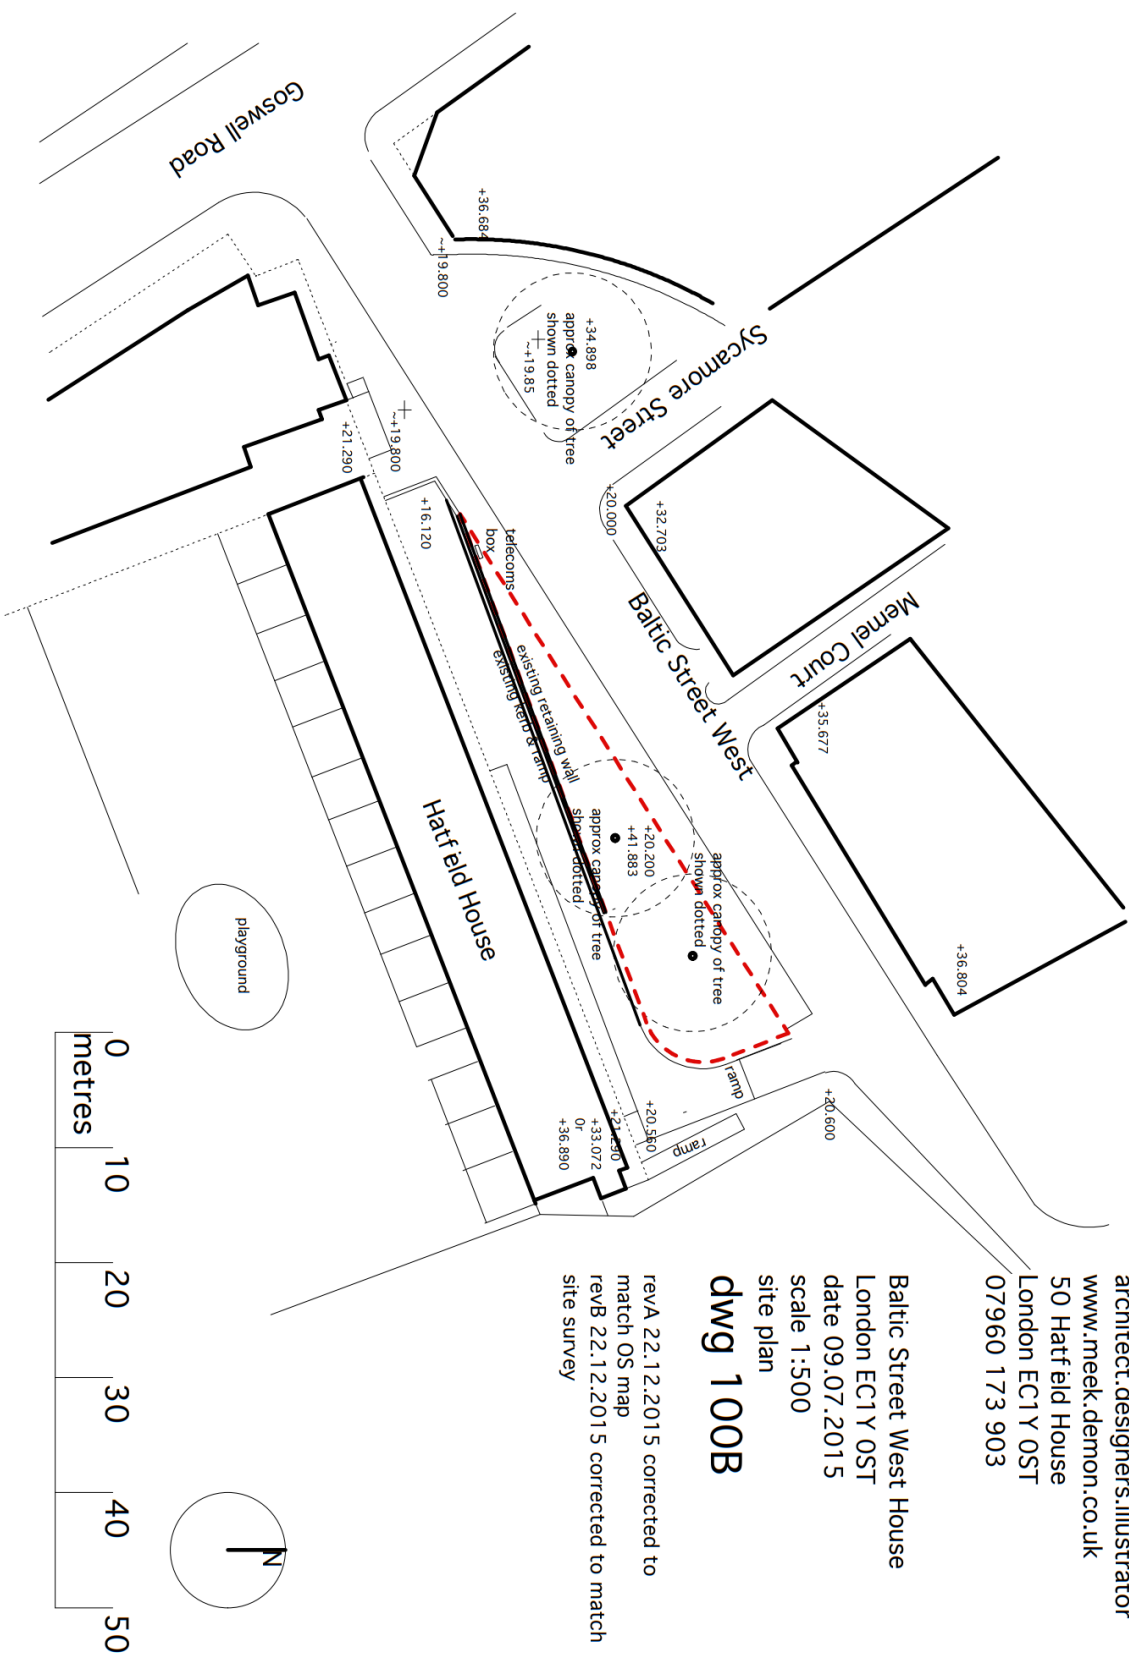 architect.designers.illustrator
www.meek.demon.co.uk
50 Hatfield House
London EC1Y 0ST
07960 173 903
Baltic Street West House
London EC1Y 0ST
date 09.07.2015
scale 1:500
site plan
dwg 100B
revA 22.12.2015 corrected to
match OS map
revB 22.12.2015 corrected to match
site survey
Goswell Road
Sycamore Street
Memel Court
Baltic Street West
Hatfield House
playground
+36.684
~+19.800
+34.898
approx canopy of tree
shown dotted
~+19.85
~+19.800
+21.290
+16.120
telecoms
box
+20.000
+32.703
+35.677
+36.804
existing retaining wall
existing kerb & ramp
+20.200
+41.883
approx canopy of tree
shown dotted
approx canopy of tree
shown dotted
ramp
ramp
+20.600
+20.560
+21.290
+33.072
Or
+36.890
0
10
20
30
40
50
metres
N